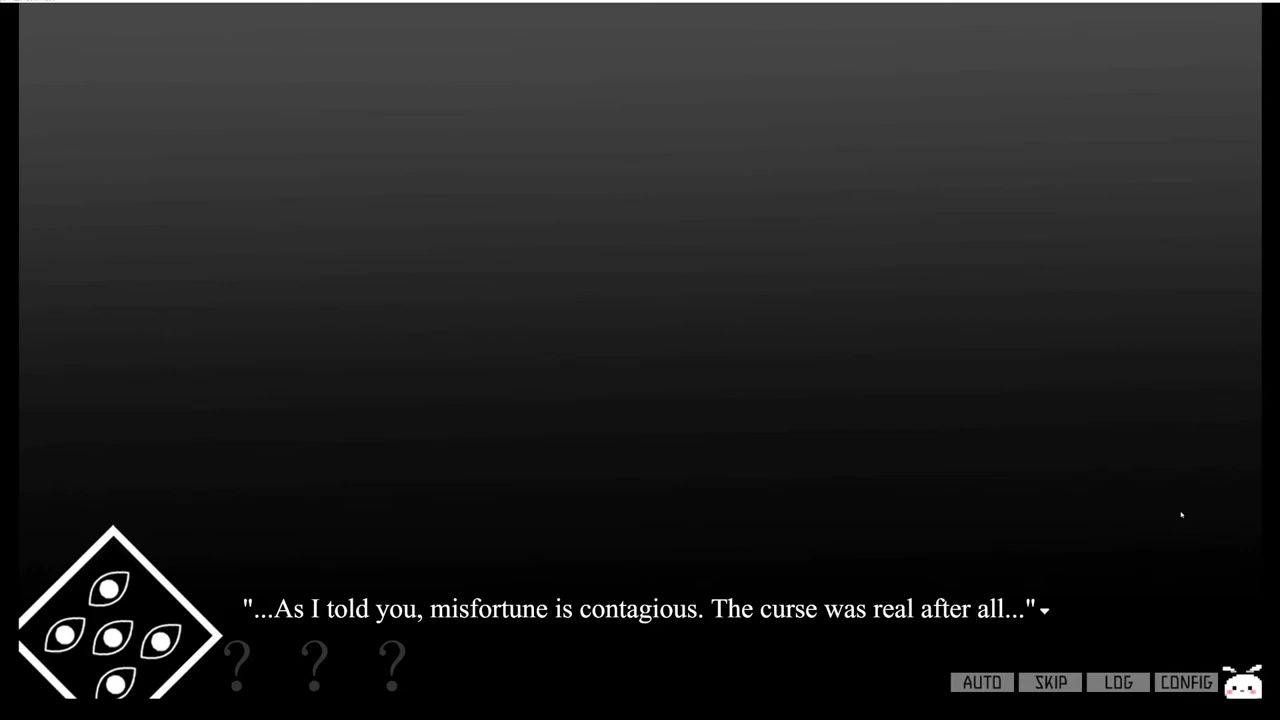 "...As I told you, misfortune is contagious. The curse was real after all..."
? ? ?
AUTO SKIP LOG CONFIG